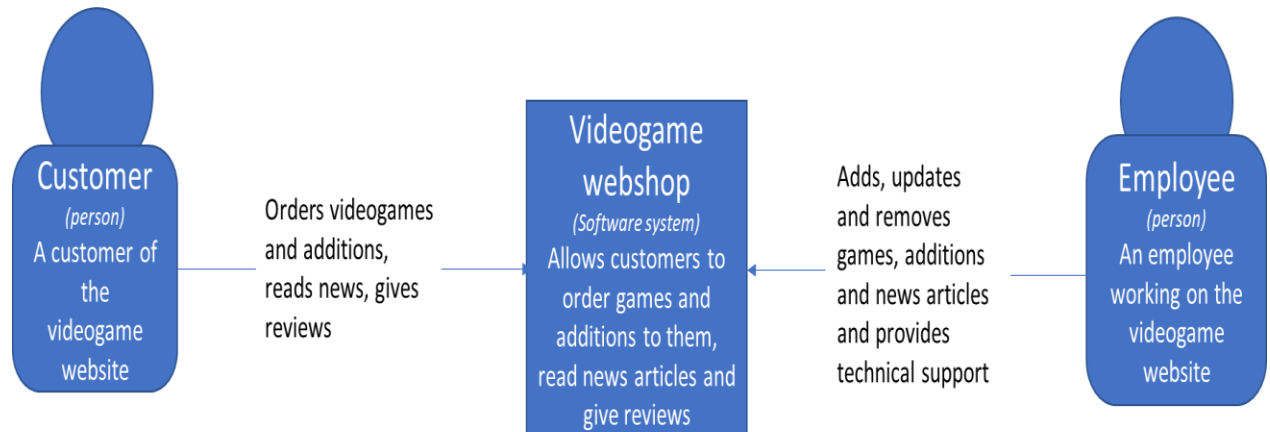 Customer
(person)
A customer of
the
videogame
website
Orders videogames
and additions,
reads news, gives
reviews
Videogame
webshop
(Software system)
Allows customers to
order games and
additions to them,
read news articles and
give reviews
Adds, updates
and removes
games, additions
and news articles
and provides
technical support
Employee
(person)
An employee
working on the
videogame
website